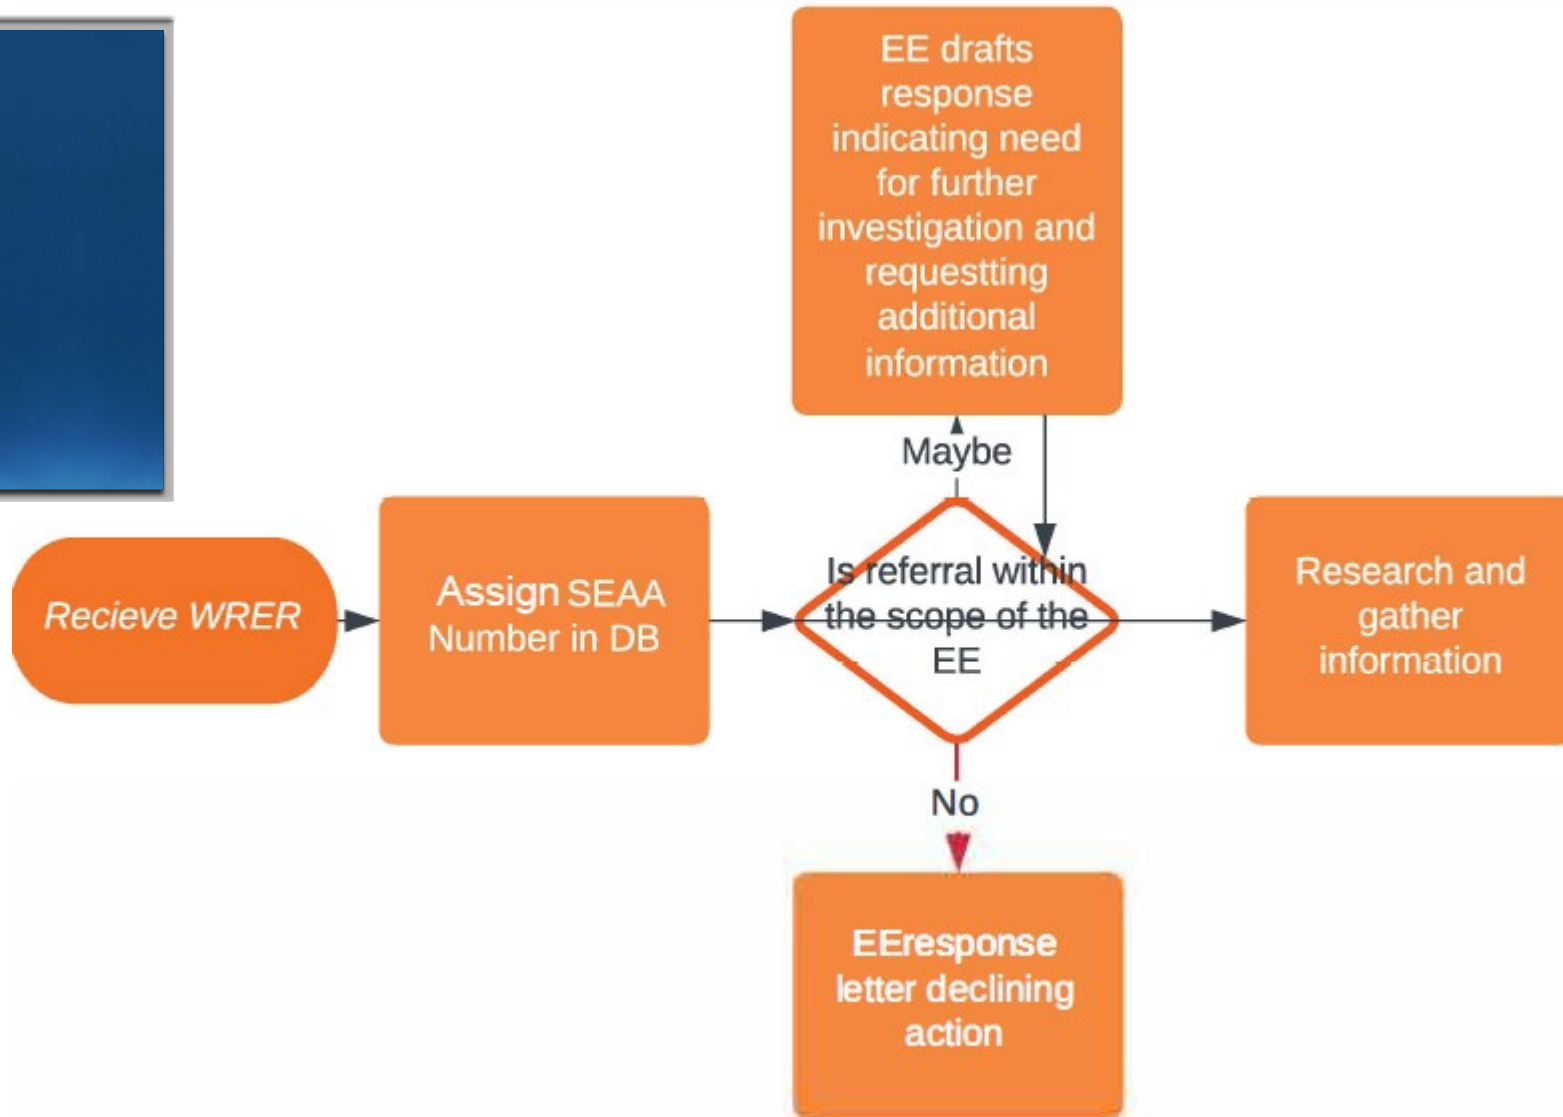 EE drafts
response
indicating need
for further
investigation and
requestting
additional
information
Maybe
Recieve WRER
Assign SEAA
Number in DB
Is referral within
the scope of the
EE
Research and
gather
information
No
EEresponse
letter declining
action